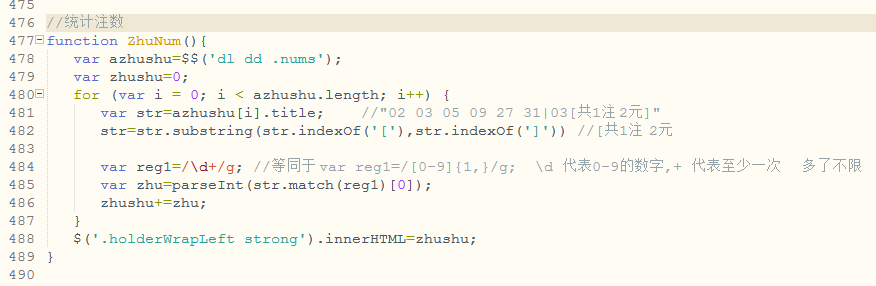 475
476 //统计注数
477 function ZhuNum(){
478 var azhushu=$$('dl dd .nums');
479 var zhushu=0;
480 for (var i = 0; i < azhushu.length; i++) {
481 var str=azhushu[i].title; //"02 03 05 09 27 31|03[共1注 2元]"
482 str=str.substring(str.indexOf('['),str.indexOf(']')) //[共1注 2元
483
484 var reg1=/\d+/g; //等同于 var reg1=/[0-9]{1,}/g; \d 代表0-9的数字,+ 代表至少一次 多了不限
485 var zhu=parseInt(str.match(reg1)[0]);
486 zhushu+=zhu;
487 }
488 $('.holderWrapLeft strong').innerHTML=zhushu;
489 }
490